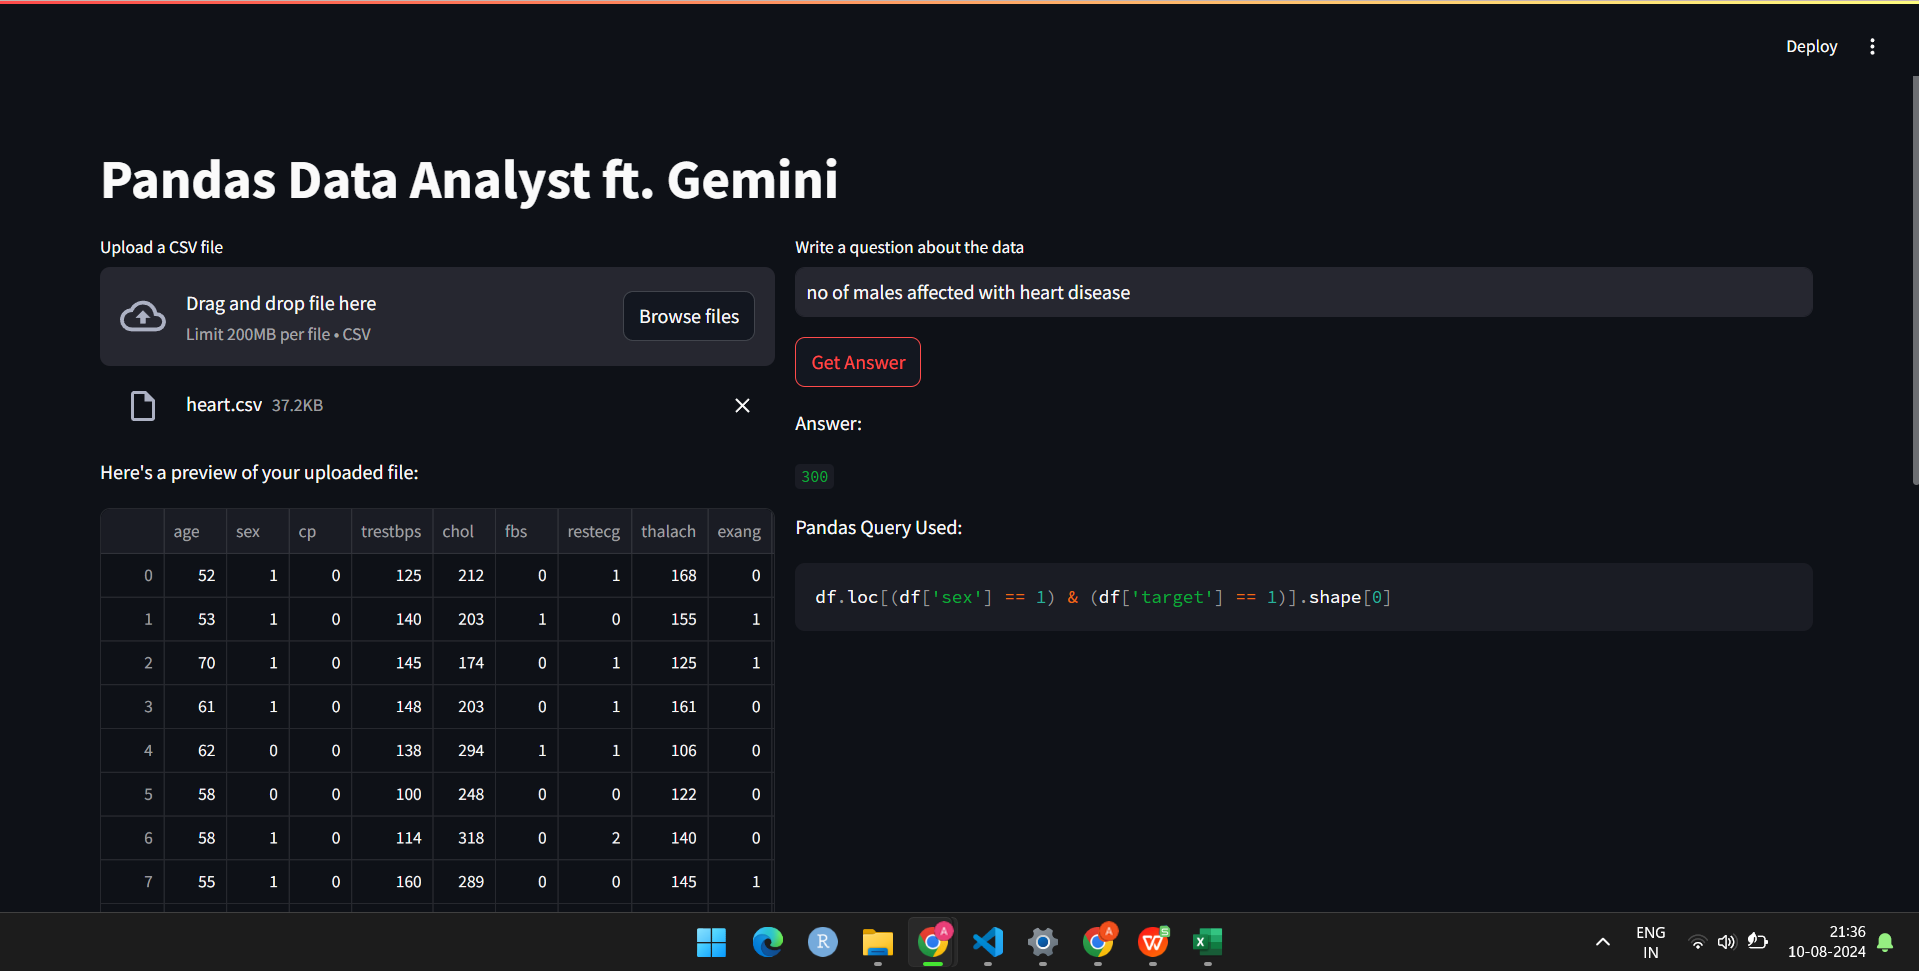 Deploy
Pandas Data Analyst ft. Gemini
Upload a CSV file
Drag and drop file here
Limit 200MB per file • CSV
Browse files
heart.csv 37.2KB
Here's a preview of your uploaded file:
age sex cp trestbps chol fbs restecg thalach exang
0 52 1 0 125 212 0 1 168 0
1 53 1 0 140 203 1 0 155 1
2 70 1 0 145 174 0 1 125 1
3 61 1 0 148 203 0 1 161 0
4 62 0 0 138 294 1 1 106 0
5 58 0 0 100 248 0 0 122 0
6 58 1 0 114 318 0 2 140 0
7 55 1 0 160 289 0 0 145 1
Write a question about the data
no of males affected with heart disease
Get Answer
Answer:
300
Pandas Query Used:
df.loc[(df['sex'] == 1) & (df['target'] == 1)].shape[0]
R
A
A
W
S
X
ENG
IN
21:36
10-08-2024